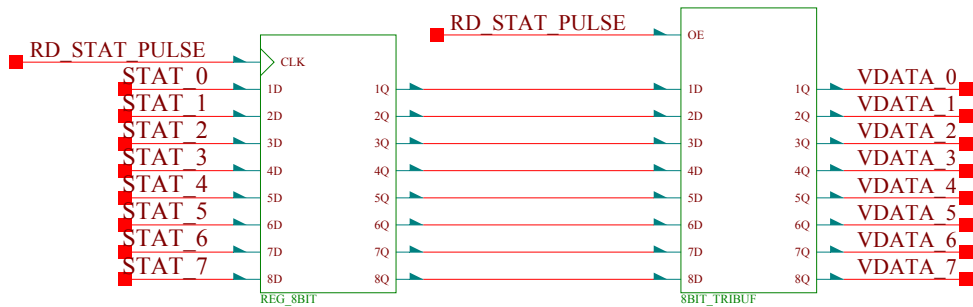 RD_STAT_PULSE OE
RD_STAT_PULSE CLK
STAT_0 1D 1Q 1D 1Q VDATA_0
STAT_1 2D 2Q 2D 2Q VDATA_1
STAT_2 3D 3Q 3D 3Q VDATA_2
STAT_3 4D 4Q 4D 4Q VDATA_3
STAT_4 5D 5Q 5D 5Q VDATA_4
STAT_5 6D 6Q 6D 6Q VDATA_5
STAT_6 7D 7Q 7D 7Q VDATA_6
STAT_7 8D 8Q 8D 8Q VDATA_7
REG_8BIT 8BIT_TRIBUF